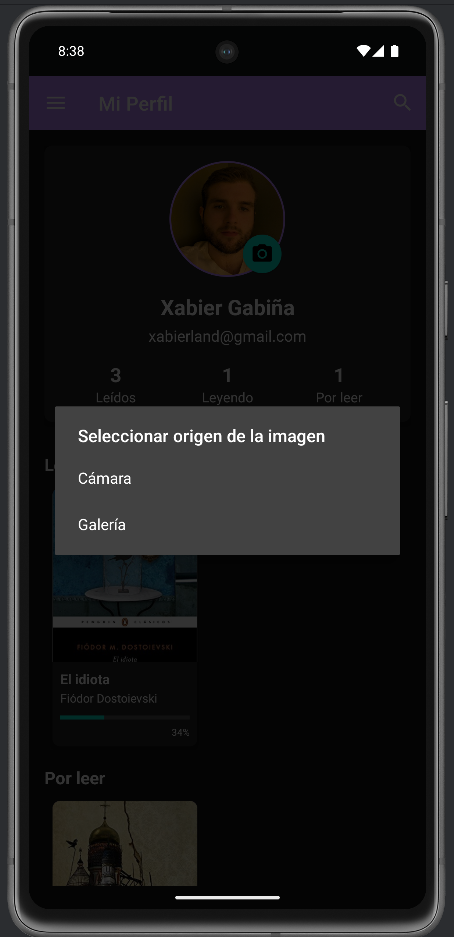 8:38
Mi Perfil
Xabier Gabiña
xabierland@gmail.com
3 1 1
Leídos Leyendo Por leer
Seleccionar origen de la imagen
Cámara
Galería
FIÓDOR M. DOSTOIEVSKI
El idiota
El idiota
Fiódor Dostoievski
34%
Por leer